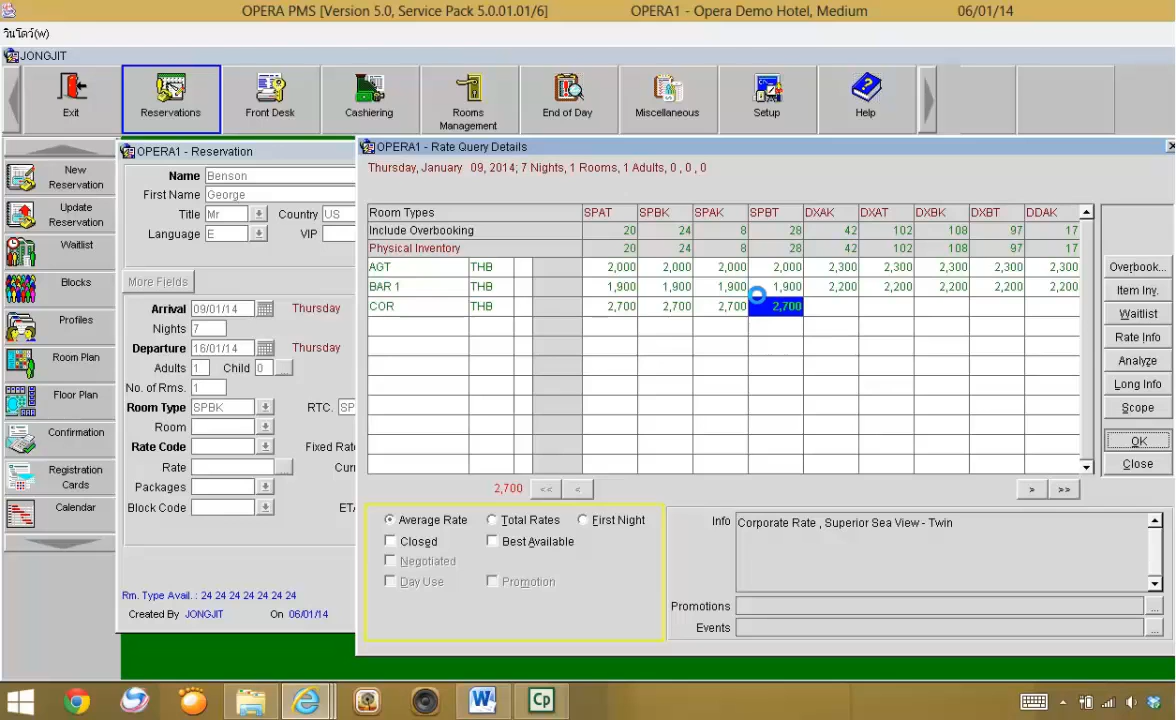 OPERA PMS [Version 5.0, Service Pack 5.0.01.01/6] OPERA1 - Opera Demo Hotel, Medium 06/01/14
วินโดว์(w)
JONGJIT
Exit Reservations Front Desk Cashiering Rooms Management End of Day Miscellaneous Setup Help
New Reservation
Update Reservation
Waitlist
Blocks
Profiles
Room Plan
Floor Plan
Confirmation
Registration Cards
Calendar
OPERA1 - Reservation
Name Benson
First Name George
Title Mr Country US
Language E VIP
More Fields
Arrival 09/01/14 Thursday
Nights 7
Departure 16/01/14 Thursday
Adults 1 Child 0
No. of Rms. 1
Room Type SPBK RTC. SP
Room
Rate Code Fixed Rat
Rate Cur
Packages
Block Code ETA
Rm. Type Avail. : 24 24 24 24 24 24 24
Created By JONGJIT On 06/01/14
OPERA1 - Rate Query Details
Thursday, January 09, 2014; 7 Nights, 1 Rooms, 1 Adults, 0 , 0 , 0
Room Types SPAT SPBK SPAK SPBT DXAK DXAT DXBK DXBT DDAK
Include Overbooking 20 24 8 28 42 102 108 97 17
Physical Inventory 20 24 8 28 42 102 108 97 17
AGT THB 2,000 2,000 2,000 2,000 2,300 2,300 2,300 2,300 2,300
BAR 1 THB 1,900 1,900 1,900 1,900 2,200 2,200 2,200 2,200 2,200
COR THB 2,700 2,700 2,700 2,700
2,700 << < > >>
Average Rate Total Rates First Night
Closed Best Available
Negotiated
Day Use Promotion
Info Corporate Rate , Superior Sea View - Twin
Promotions ...
Events ...
Overbook...
Item Inv.
Waitlist
Rate Info
Analyze
Long Info
Scope
OK
Close